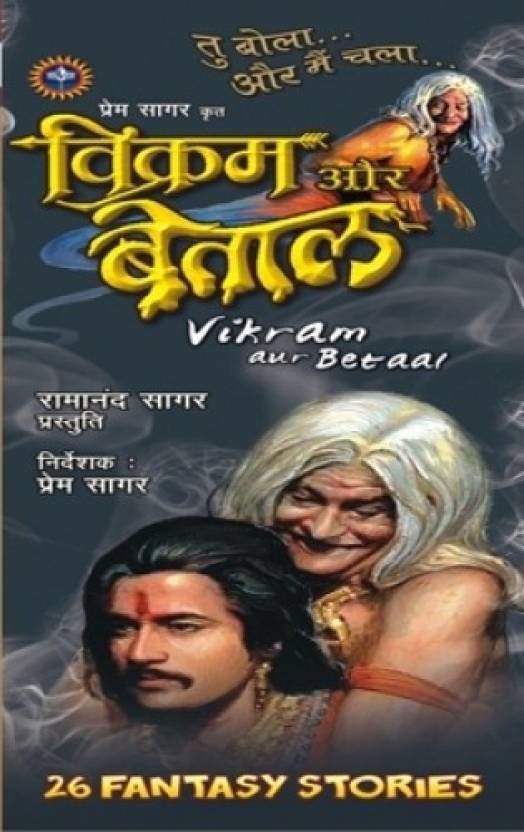 तु बोला...
और मैं चला...
प्रेम सागर कृत
विक्रम और
बेताल
Vikram
aur Betaal
रामानंद सागर
प्रस्तुति
निर्देशक :
प्रेम सागर
26 FANTASY STORIES